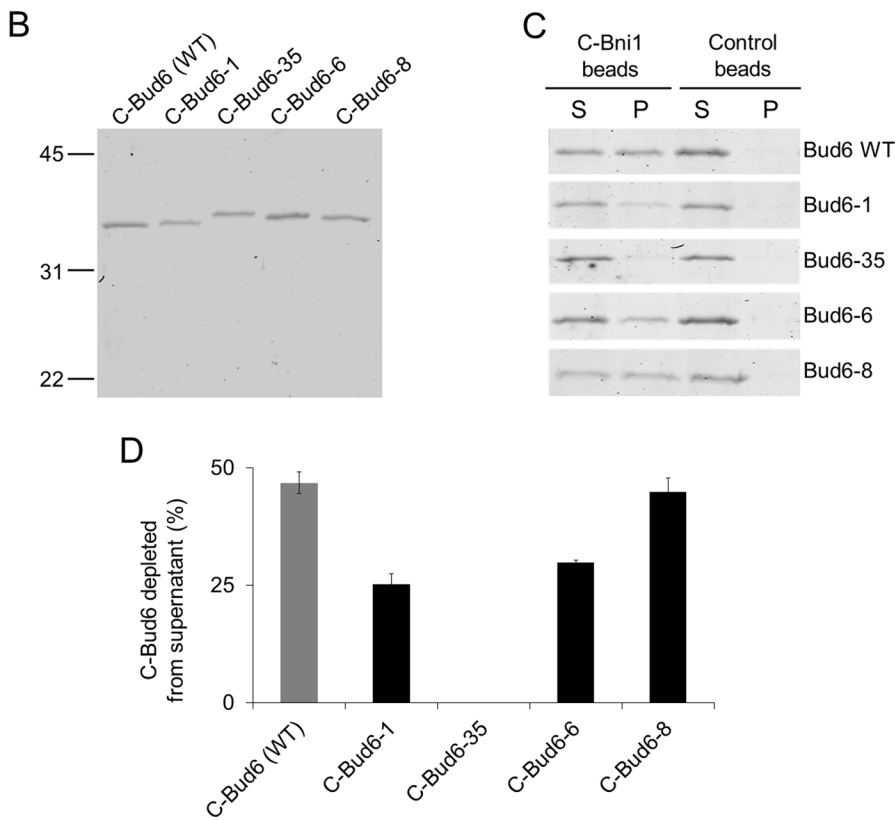 B
C-Bud6 (WT)
C-Bud6-1
C-Bud6-35
C-Bud6-6
C-Bud6-8
45
31
22
C
C-Bni1 beads
Control beads
S P S P
Bud6 WT
Bud6-1
Bud6-35
Bud6-6
Bud6-8
D
C-Bud6 depleted
from supernatant (%)
50
25
0
C-Bud6 (WT)
C-Bud6-1
C-Bud6-35
C-Bud6-6
C-Bud6-8